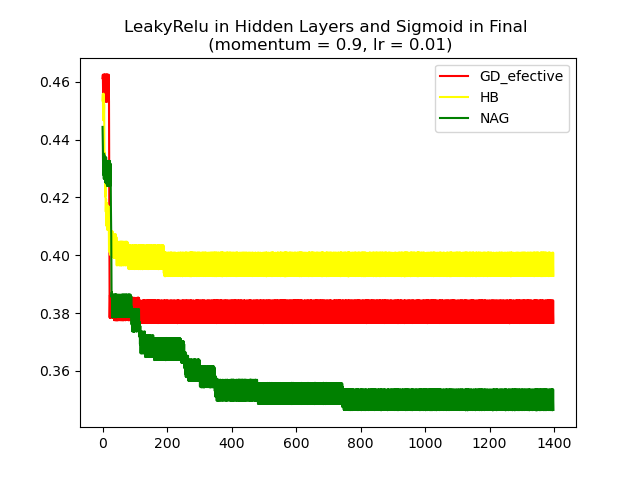 LeakyRelu in Hidden Layers and Sigmoid in Final
(momentum = 0.9, lr = 0.01)
GD_efective
HB
NAG
0.46
0.44
0.42
0.40
0.38
0.36
0 200 400 600 800 1000 1200 1400